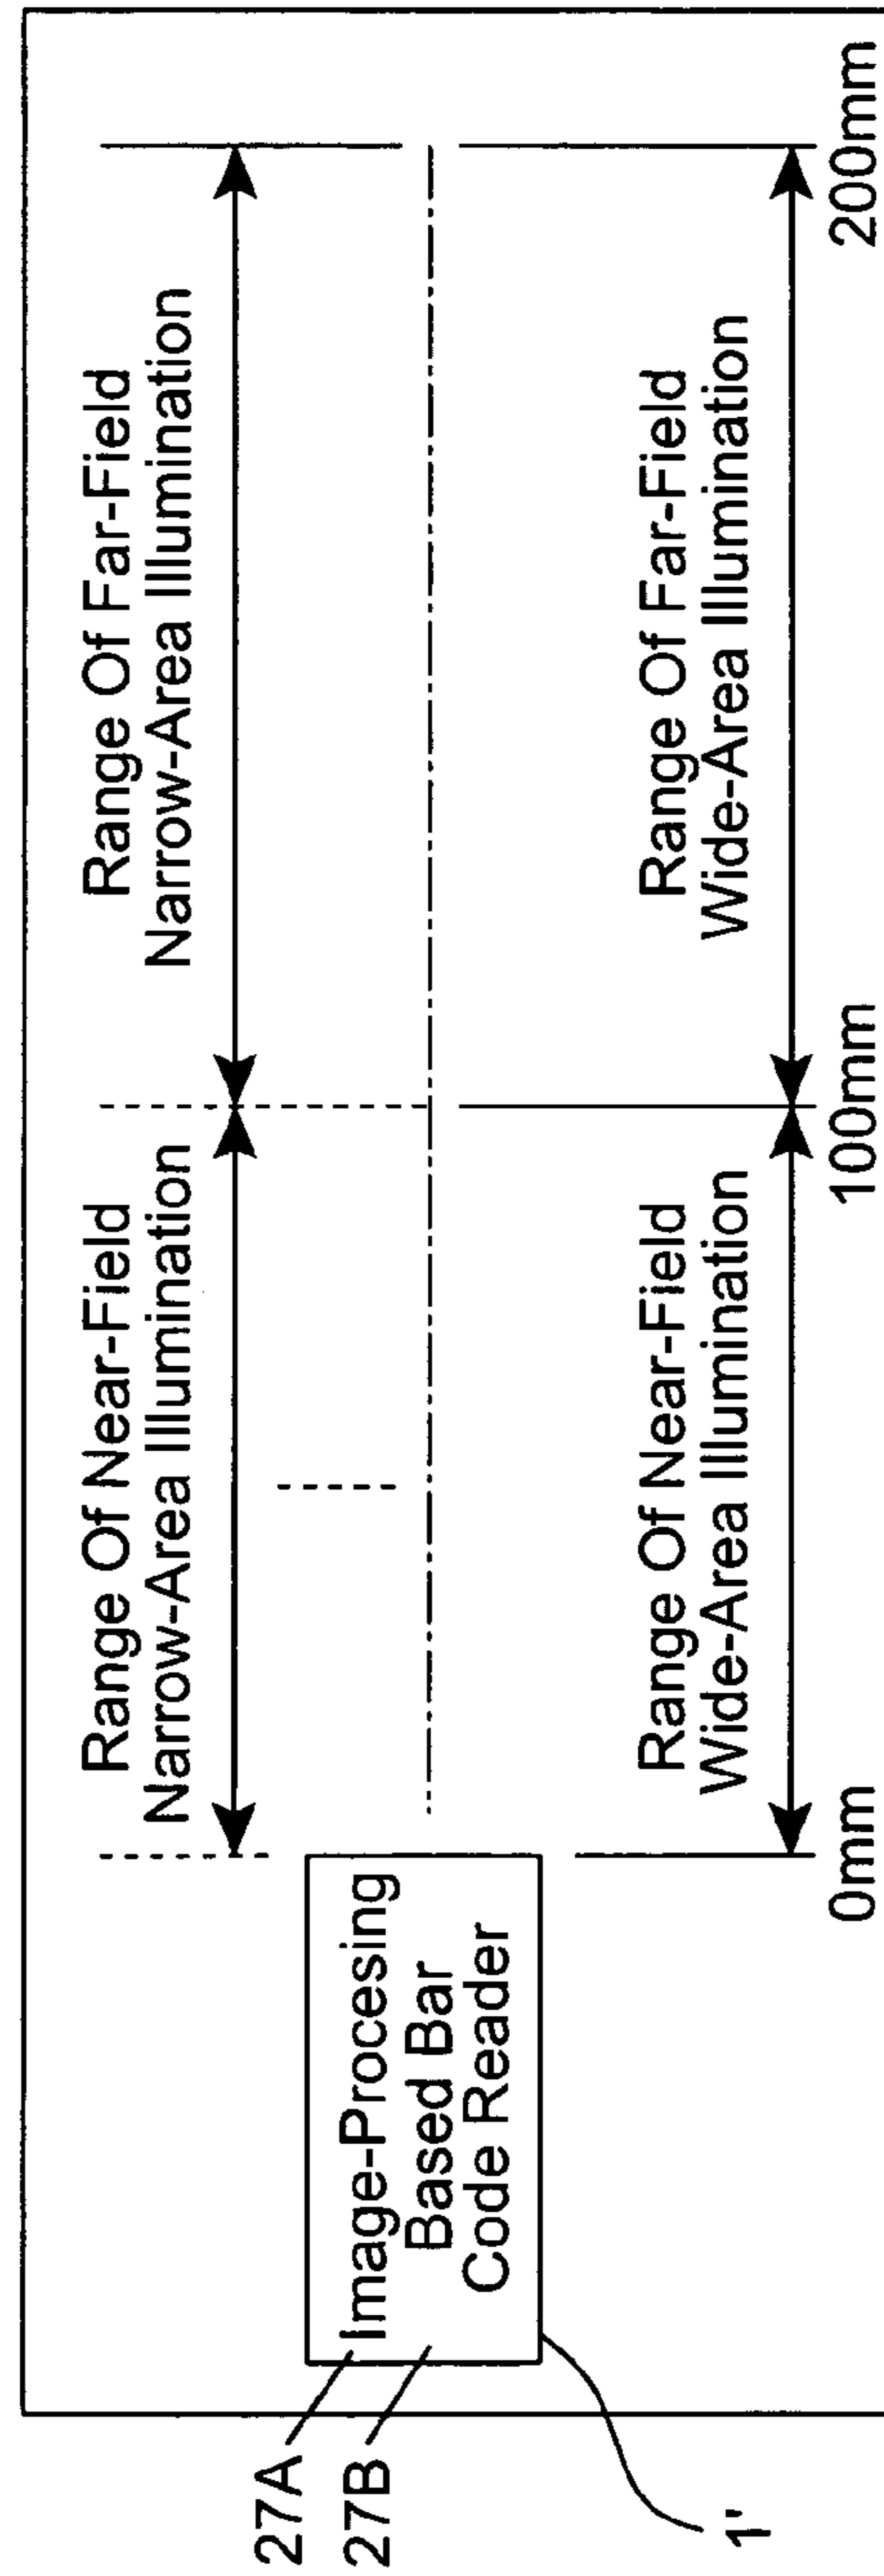 Range Of Near-Field
Narrow-Area Illumination
Range Of Far-Field
Narrow-Area Illumination
27A
27B
Image-Procesing
Based Bar
Code Reader
1'
Range Of Near-Field
Wide-Area Illumination
Range Of Far-Field
Wide-Area Illumination
0mm
100mm
200mm